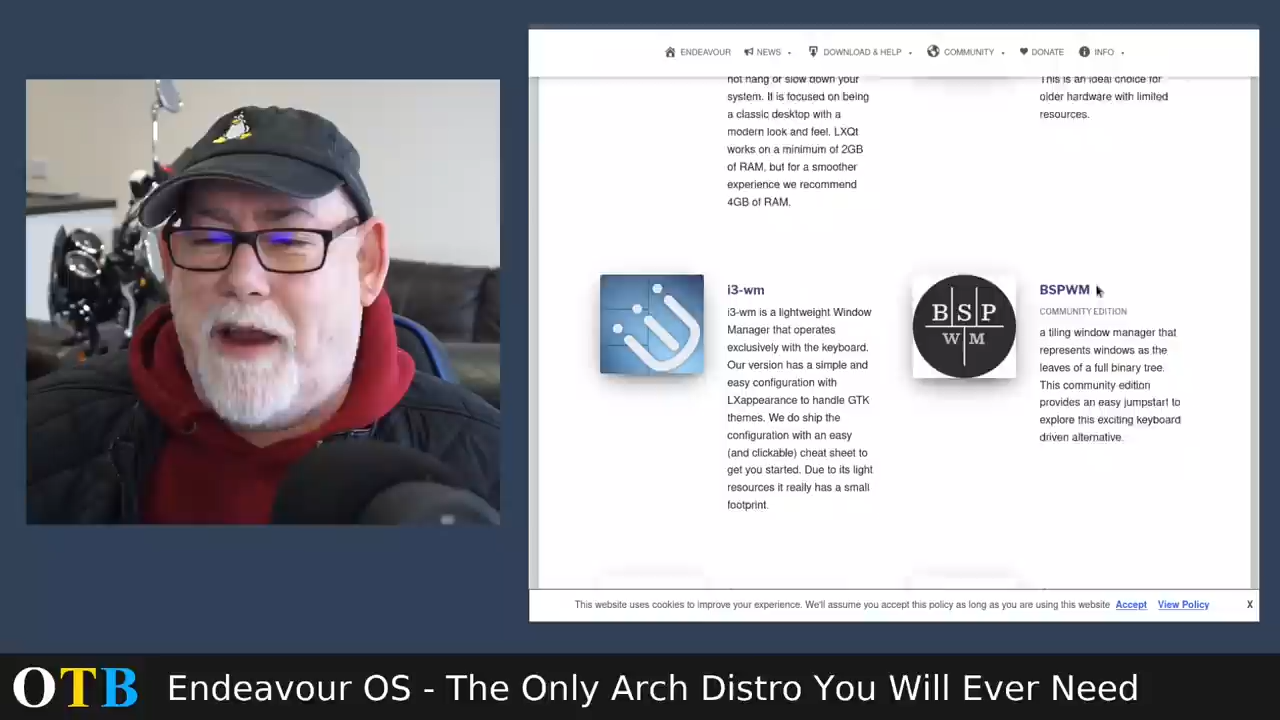 ENDEAVOUR NEWS DOWNLOAD & HELP COMMUNITY DONATE INFO
not hang or slow down your
system. It is focused on being
a classic desktop with a
modern look and feel. LXQt
works on a minimum of 2GB
of RAM, but for a smoother
experience we recommend
4GB of RAM.
This is an ideal choice for
older hardware with limited
resources.
i3-wm
i3-wm is a lightweight Window
Manager that operates
exclusively with the keyboard.
Our version has a simple and
easy configuration with
LXappearance to handle GTK
themes. We do ship the
configuration with an easy
(and clickable) cheat sheet to
get you started. Due to its light
resources it really has a small
footprint.
B S P
W M
BSPWM
COMMUNITY EDITION
a tiling window manager that
represents windows as the
leaves of a full binary tree.
This community edition
provides an easy jumpstart to
explore this exciting keyboard
driven alternative.
This website uses cookies to improve your experience. We'll assume you accept this policy as long as you are using this website Accept View Policy X
OTB Endeavour OS - The Only Arch Distro You Will Ever Need